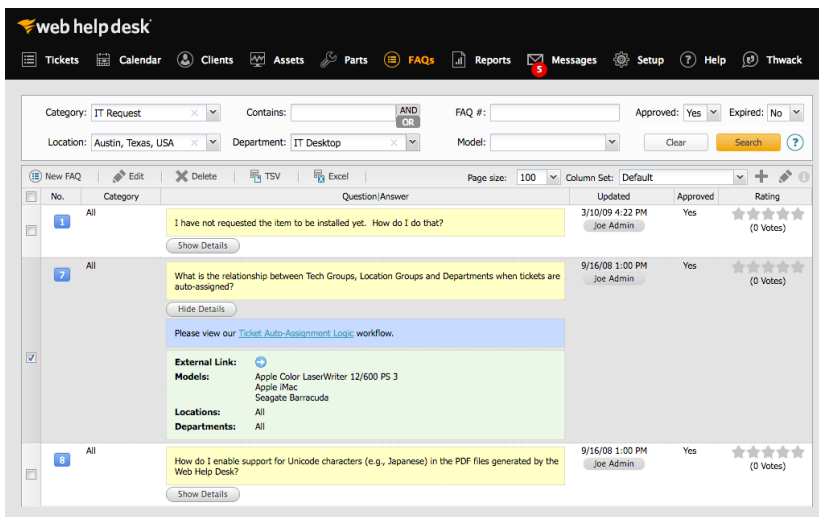 web help desk
Tickets Calendar Clients Assets Parts FAQs Reports Messages Setup Help Thwack
5
Category: IT Request Contains: AND OR FAQ #: Approved: Yes Expired: No
Location: Austin, Texas, USA Department: IT Desktop Model: Clear Search ?
New FAQ Edit Delete TSV Excel Page size: 100 Column Set: Default
No. Category Question|Answer Updated Approved Rating
1 All I have not requested the item to be installed yet. How do I do that? 3/10/09 4:22 PM Yes
Joe Admin (0 Votes)
Show Details
7 All What is the relationship between Tech Groups, Location Groups and Departments when tickets are 9/16/08 1:00 PM Yes
auto-assigned? Joe Admin (0 Votes)
Hide Details
Please view our Ticket Auto-Assignment Logic workflow.
External Link:
Models: Apple Color LaserWriter 12/600 PS 3
Apple iMac
Seagate Barracuda
Locations: All
Departments: All
8 All How do I enable support for Unicode characters (e.g., Japanese) in the PDF files generated by the 9/16/08 1:00 PM Yes
Web Help Desk? Joe Admin (0 Votes)
Show Details